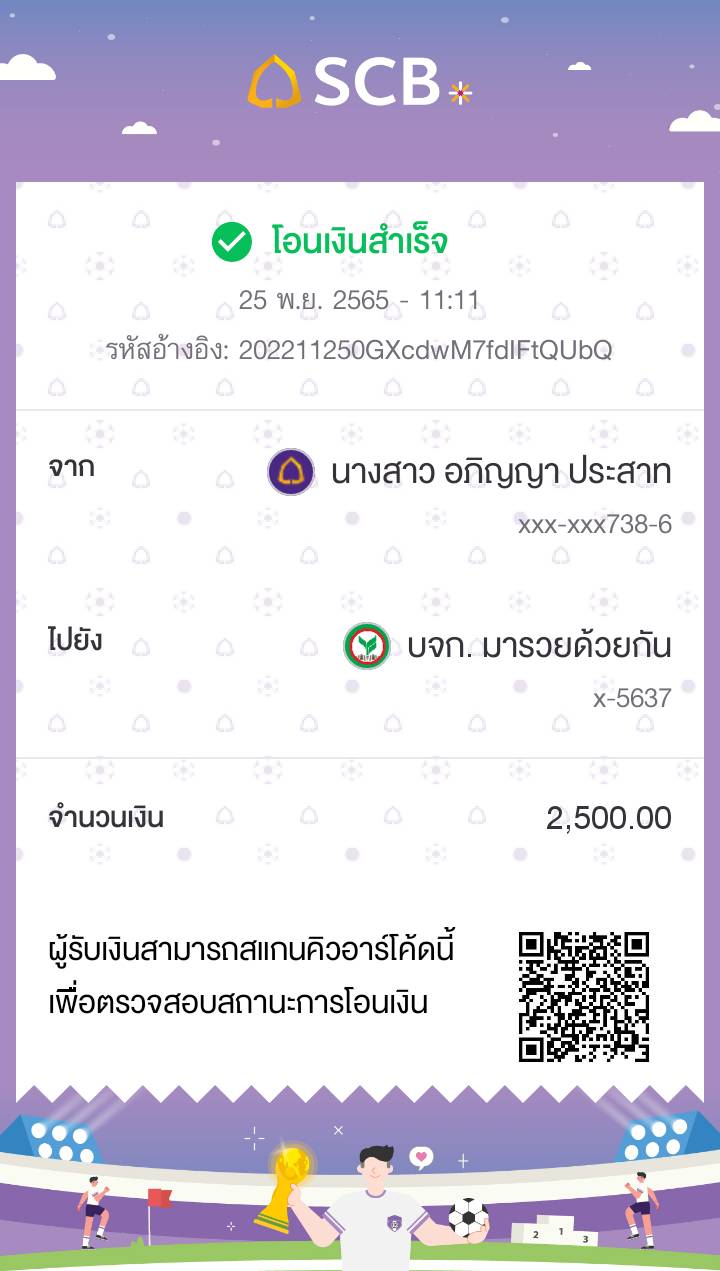 SCB
โอนเงินสำเร็จ
25 พ.ย. 2565 - 11:11
รหัสอ้างอิง: 202211250GXcdwM7fdIFtQUbQ
จาก
นางสาว อภิญญา ประสาท
xxx-xxx738-6
ไปยัง
บจก. มารวยด้วยกัน
x-5637
จำนวนเงิน
2,500.00
ผู้รับเงินสามารถสแกนคิวอาร์โค้ดนี้
เพื่อตรวจสอบสถานะการโอนเงิน
2 1 3